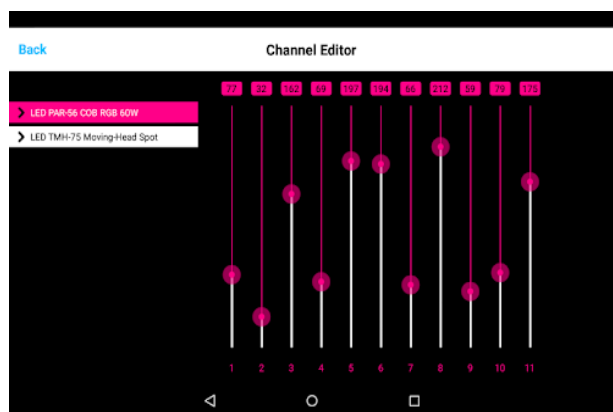 Back
Channel Editor
77 32 162 69 197 194 66 212 59 79 175
LED PAR-56 COB RGB 60W
LED TMH-75 Moving-Head Spot
1 2 3 4 5 6 7 8 9 10 11